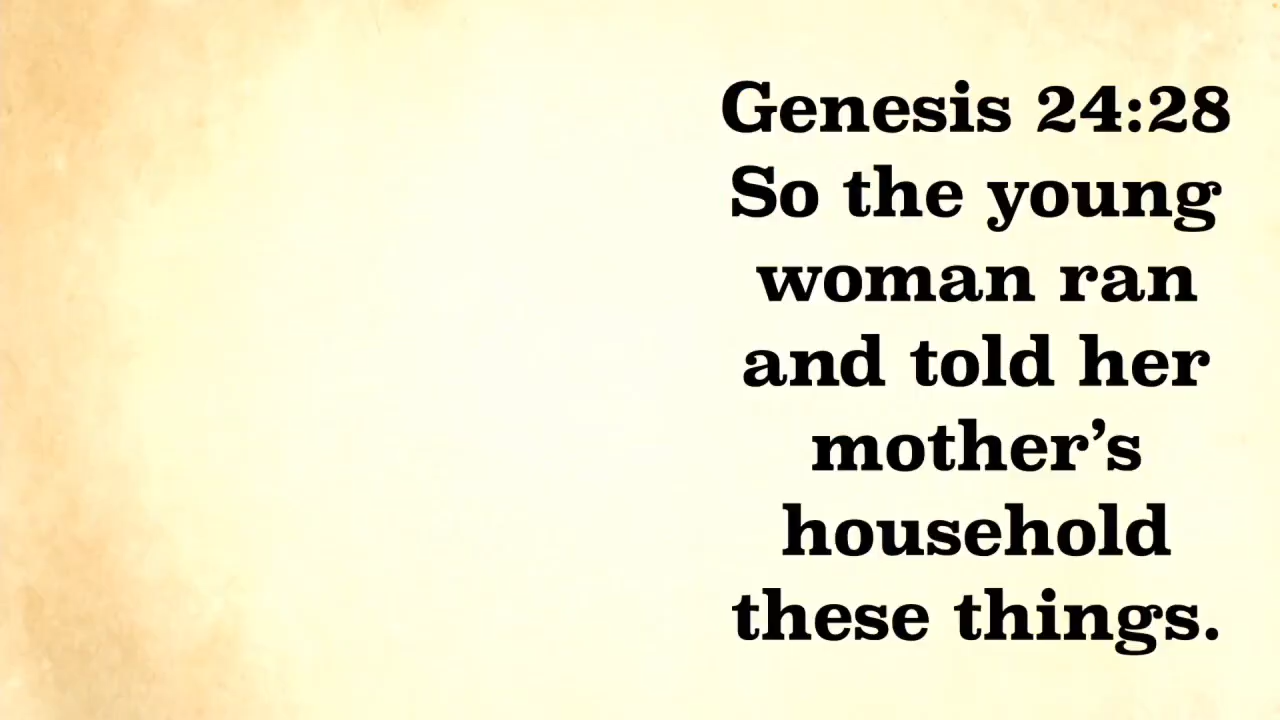 Genesis 24:28
So the young
woman ran
and told her
mother’s
household
these things.